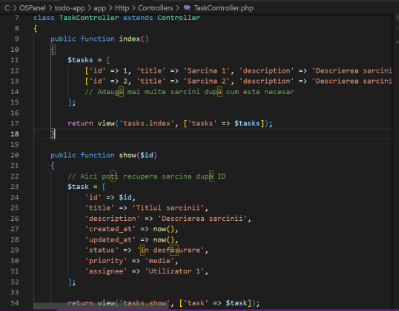 C: > OSPanel > todo-app > app > Http > Controllers > TaskController.php
7 class TaskController extends Controller
8 {
9 public function index()
10 {
11 $tasks = [
12 ['id' => 1, 'title' => 'Sarcina 1', 'description' => 'Descrierea sarcini
13 ['id' => 2, 'title' => 'Sarcina 2', 'description' => 'Descrierea sarcini
14 // Adaugă mai multe sarcini după cum este necesar
15 ];
16
17 return view('tasks.index', ['tasks' => $tasks]);
18 }
19
20 public function show($id)
21 {
22 // Aici poți recupera sarcina după ID
23 $task = [
24 'id' => $id,
25 'title' => 'Titlul sarcinii',
26 'description' => 'Descrierea sarcinii',
27 'created_at' => now(),
28 'updated_at' => now(),
29 'status' => 'în desfășurare',
30 'priority' => 'medie',
31 'assignee' => 'Utilizator 1',
32 ];
33
34 return view('tasks.show', ['task' => $task]);